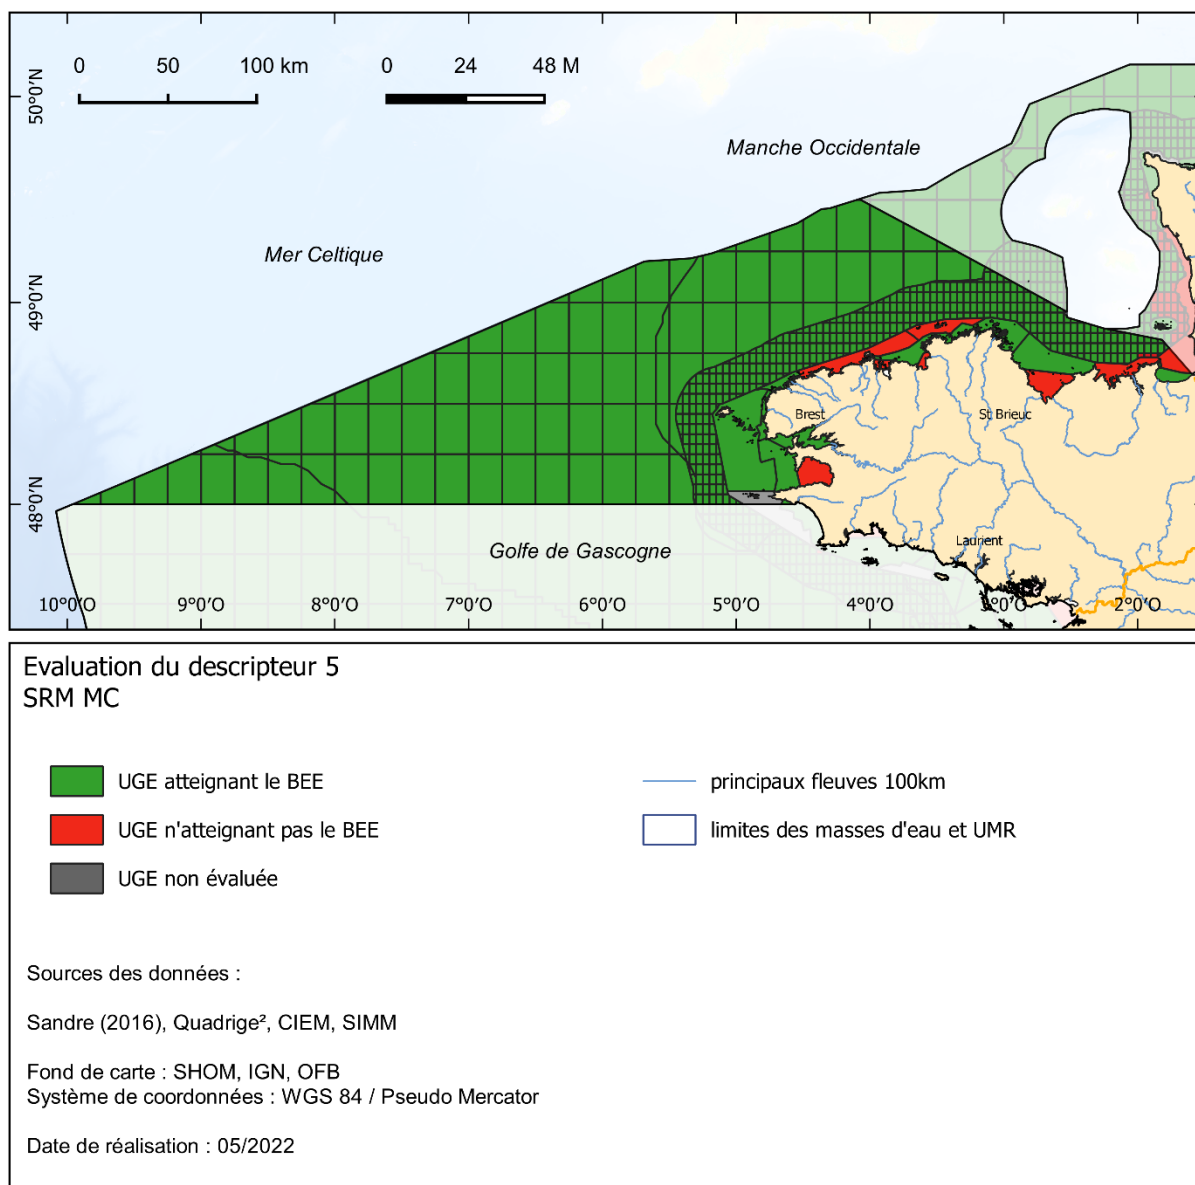 0 50 100 km 0 24 48 M
50°0'N
Manche Occidentale
Mer Celtique
49°0'N
Brest
St Brieuc
48°0'N
Golfe de Gascogne
Laurient
10°0'O 9°0'O 8°0'O 7°0'O 6°0'O 5°0'O 4°0'O 3°0'O 2°0'O
Evaluation du descripteur 5
SRM MC
UGE atteignant le BEE
principaux fleuves 100km
UGE n'atteignant pas le BEE
limites des masses d'eau et UMR
UGE non évaluée
Sources des données :
Sandre (2016), Quadrige², CIEM, SIMM
Fond de carte : SHOM, IGN, OFB
Système de coordonnées : WGS 84 / Pseudo Mercator
Date de réalisation : 05/2022